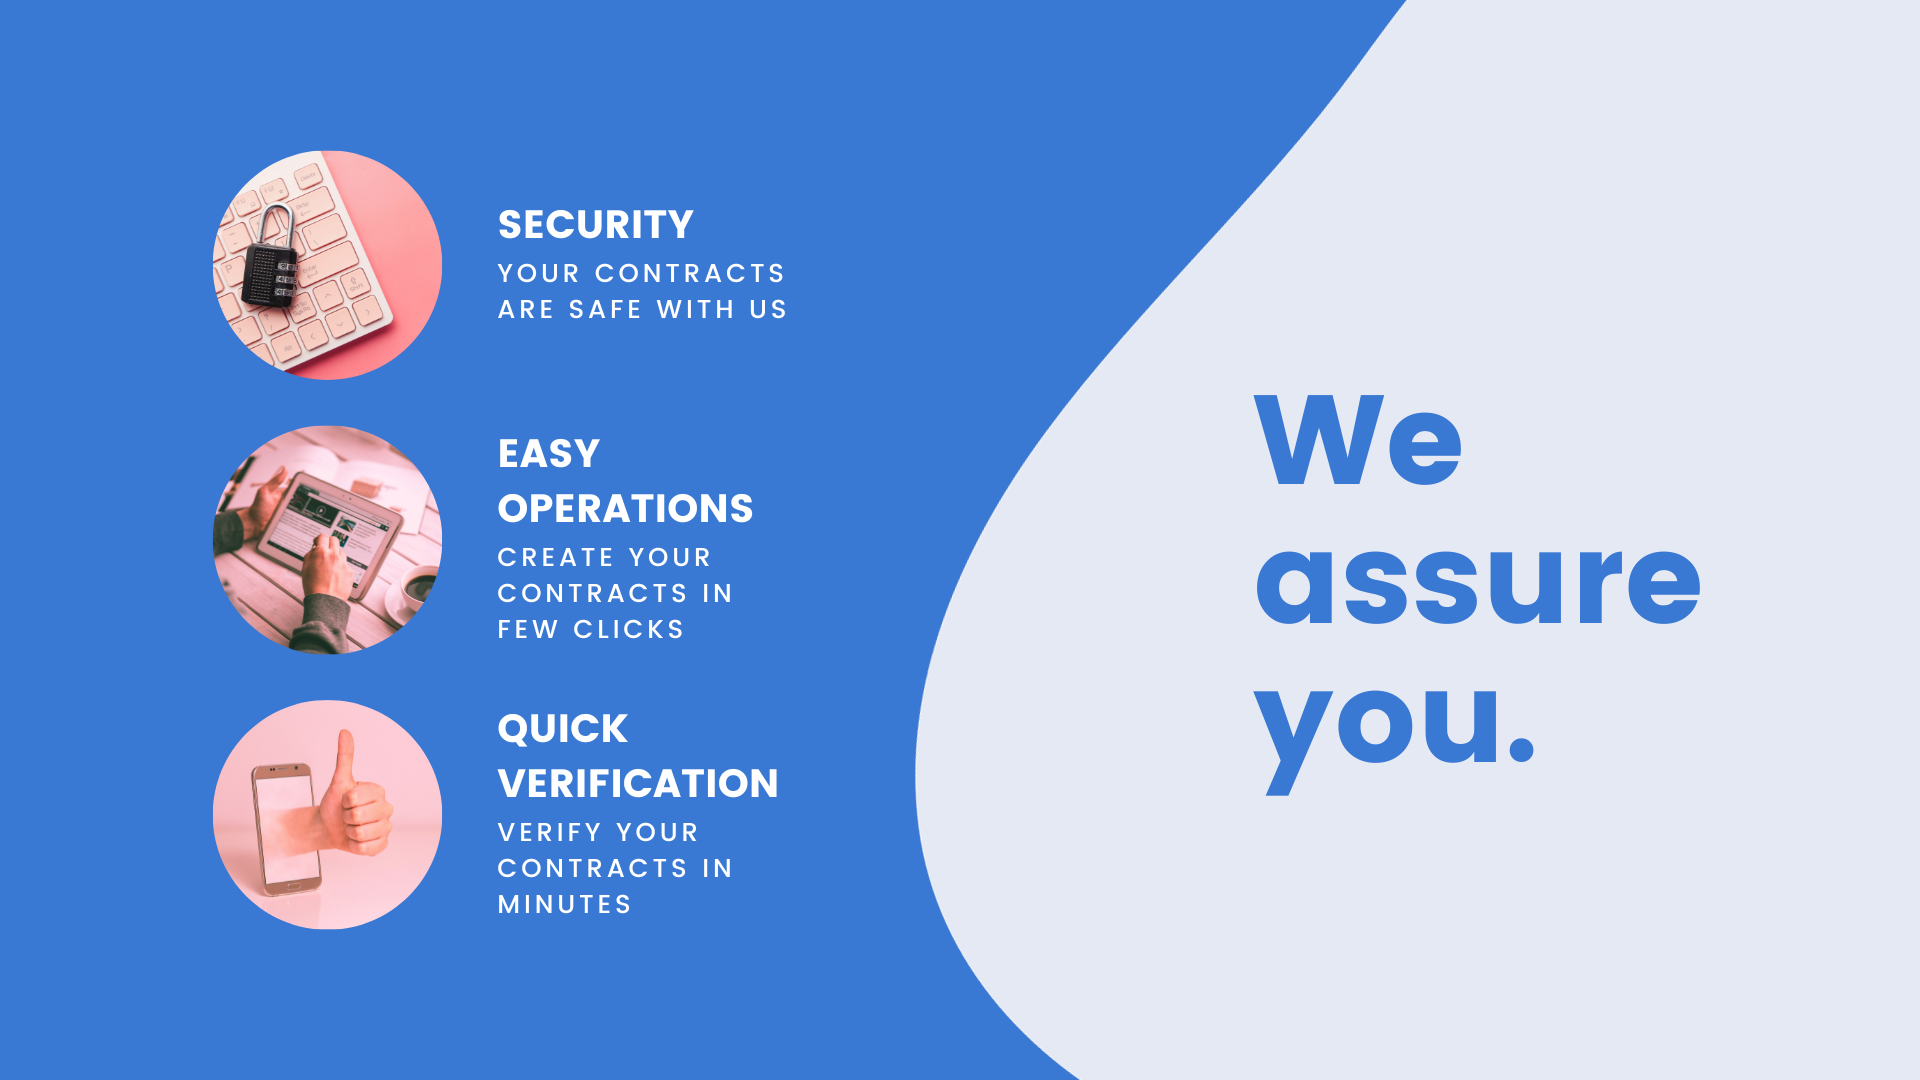 SECURITY
YOUR CONTRACTS
ARE SAFE WITH US
EASY
OPERATIONS
CREATE YOUR
CONTRACTS IN
FEW CLICKS
QUICK
VERIFICATION
VERIFY YOUR
CONTRACTS IN
MINUTES
We
assure
you.